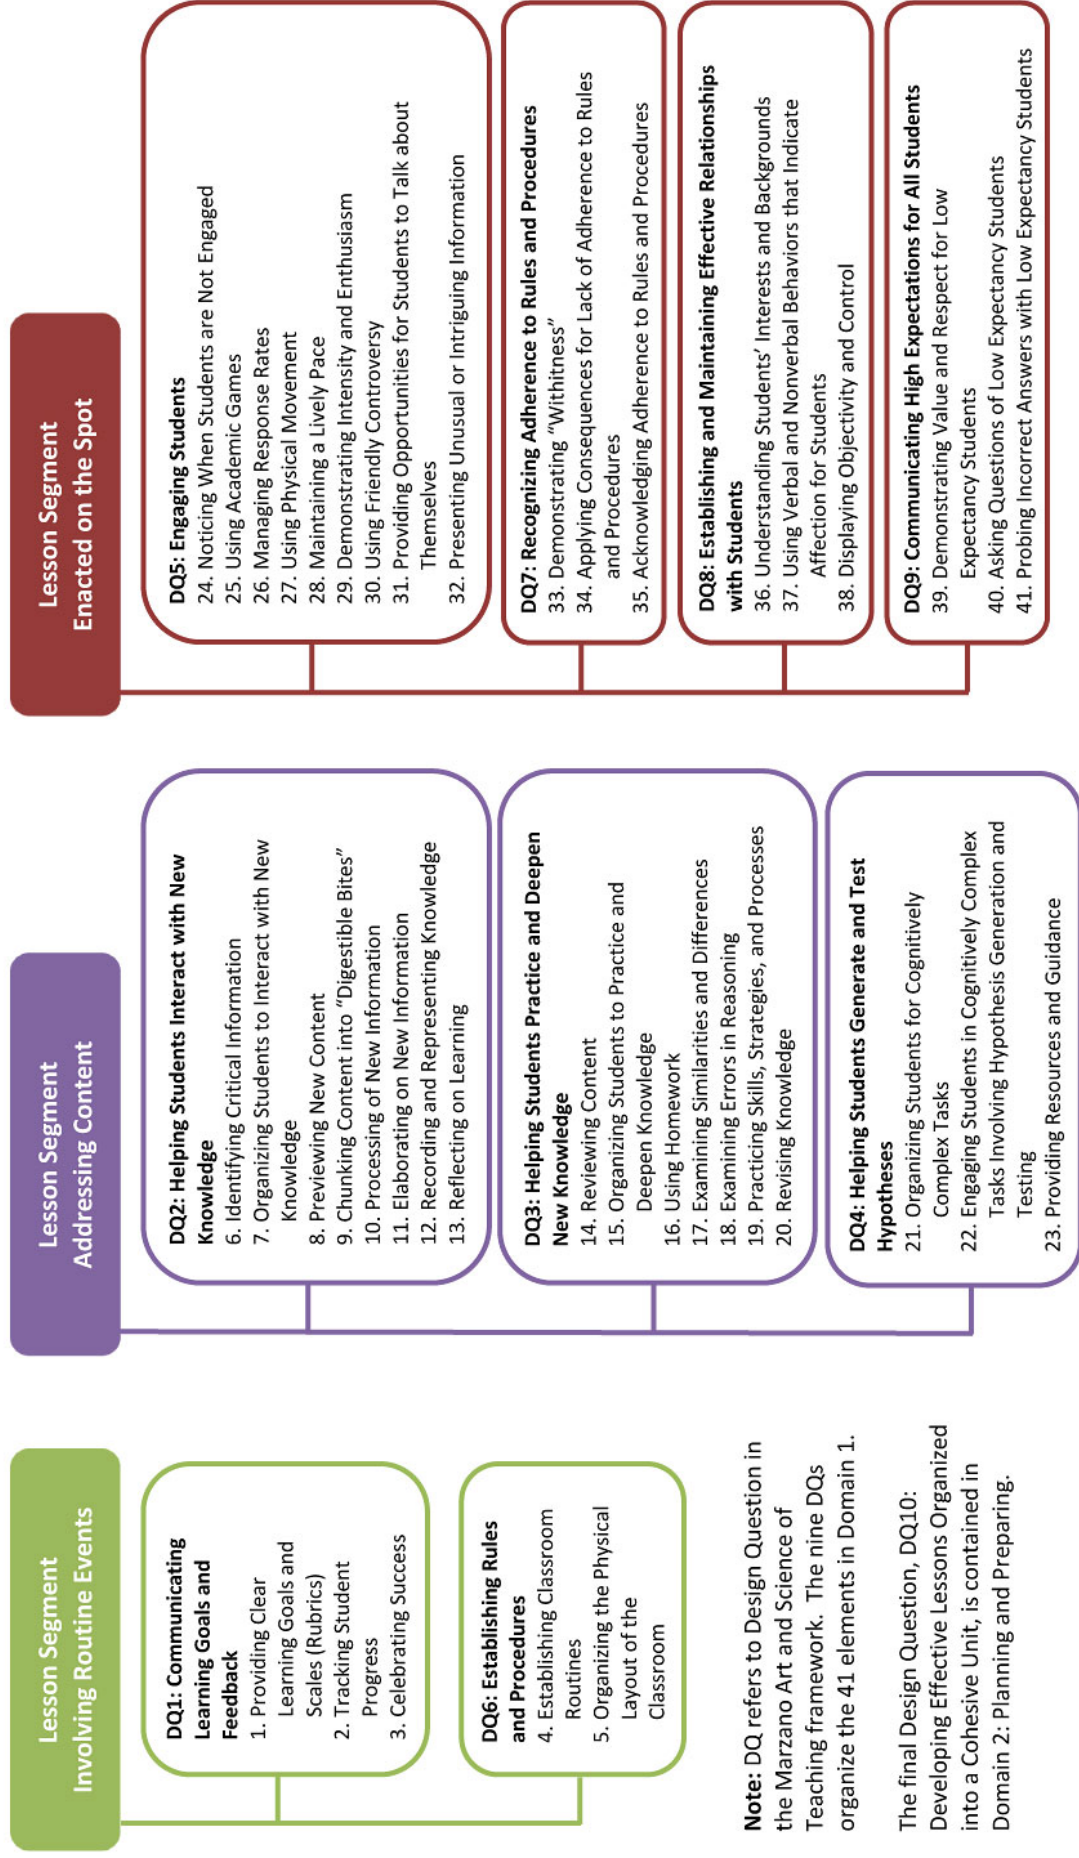 Lesson Segment
Involving Routine Events
DQ1: Communicating
Learning Goals and
Feedback
1. Providing Clear
Learning Goals and
Scales (Rubrics)
2. Tracking Student
Progress
3. Celebrating Success
DQ6: Establishing Rules
and Procedures
4. Establishing Classroom
Routines
5. Organizing the Physical
Layout of the
Classroom
Note: DQ refers to Design Question in
the Marzano Art and Science of
Teaching framework. The nine DQs
organize the 41 elements in Domain 1.
The final Design Question, DQ10:
Developing Effective Lessons Organized
into a Cohesive Unit, is contained in
Domain 2: Planning and Preparing.
Lesson Segment
Addressing Content
DQ2: Helping Students Interact with New
Knowledge
6. Identifying Critical Information
7. Organizing Students to Interact with New
Knowledge
8. Previewing New Content
9. Chunking Content into “Digestible Bites”
10. Processing of New Information
11. Elaborating on New Information
12. Recording and Representing Knowledge
13. Reflecting on Learning
DQ3: Helping Students Practice and Deepen
New Knowledge
14. Reviewing Content
15. Organizing Students to Practice and
Deepen Knowledge
16. Using Homework
17. Examining Similarities and Differences
18. Examining Errors in Reasoning
19. Practicing Skills, Strategies, and Processes
20. Revising Knowledge
DQ4: Helping Students Generate and Test
Hypotheses
21. Organizing Students for Cognitively
Complex Tasks
22. Engaging Students in Cognitively Complex
Tasks Involving Hypothesis Generation and
Testing
23. Providing Resources and Guidance
Lesson Segment
Enacted on the Spot
DQ5: Engaging Students
24. Noticing When Students are Not Engaged
25. Using Academic Games
26. Managing Response Rates
27. Using Physical Movement
28. Maintaining a Lively Pace
29. Demonstrating Intensity and Enthusiasm
30. Using Friendly Controversy
31. Providing Opportunities for Students to Talk about
Themselves
32. Presenting Unusual or Intriguing Information
DQ7: Recognizing Adherence to Rules and Procedures
33. Demonstrating “Withitness”
34. Applying Consequences for Lack of Adherence to Rules
and Procedures
35. Acknowledging Adherence to Rules and Procedures
DQ8: Establishing and Maintaining Effective Relationships
with Students
36. Understanding Students’ Interests and Backgrounds
37. Using Verbal and Nonverbal Behaviors that Indicate
Affection for Students
38. Displaying Objectivity and Control
DQ9: Communicating High Expectations for All Students
39. Demonstrating Value and Respect for Low
Expectancy Students
40. Asking Questions of Low Expectancy Students
41. Probing Incorrect Answers with Low Expectancy Students